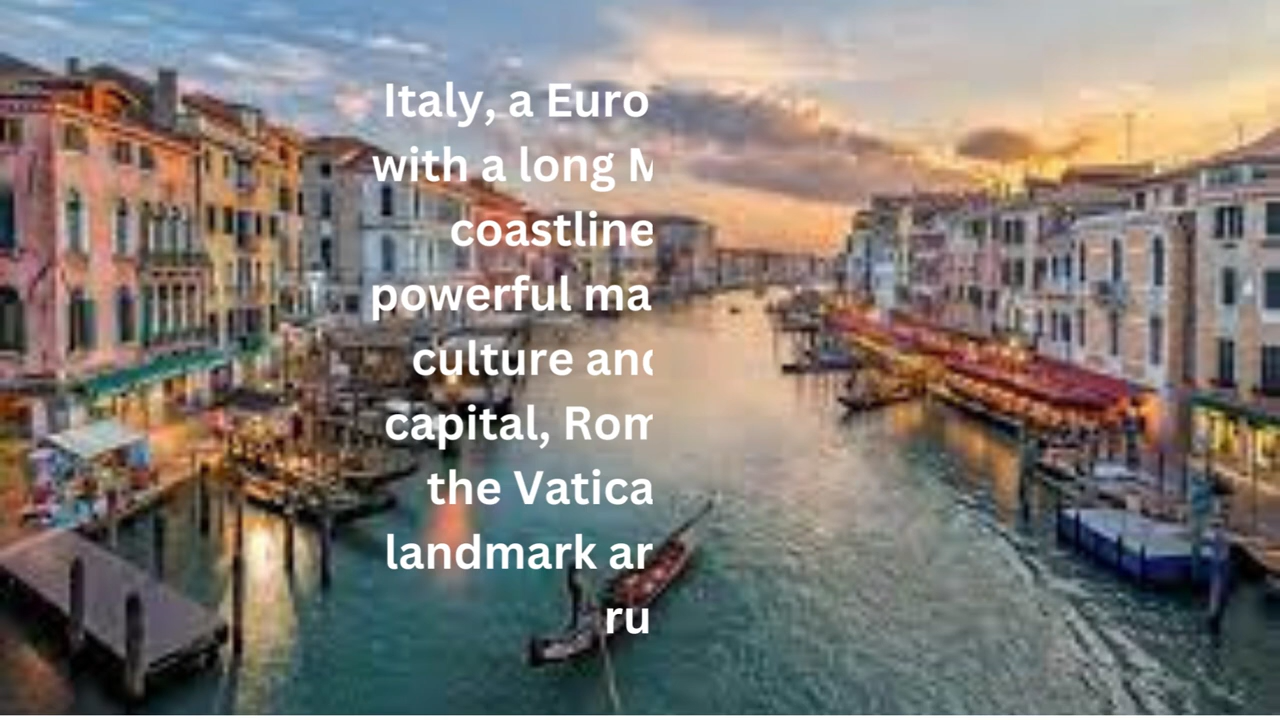 Italy, a Euro
with a long M
coastline
powerful ma
culture and
capital, Rom
the Vatica
landmark ar
ru